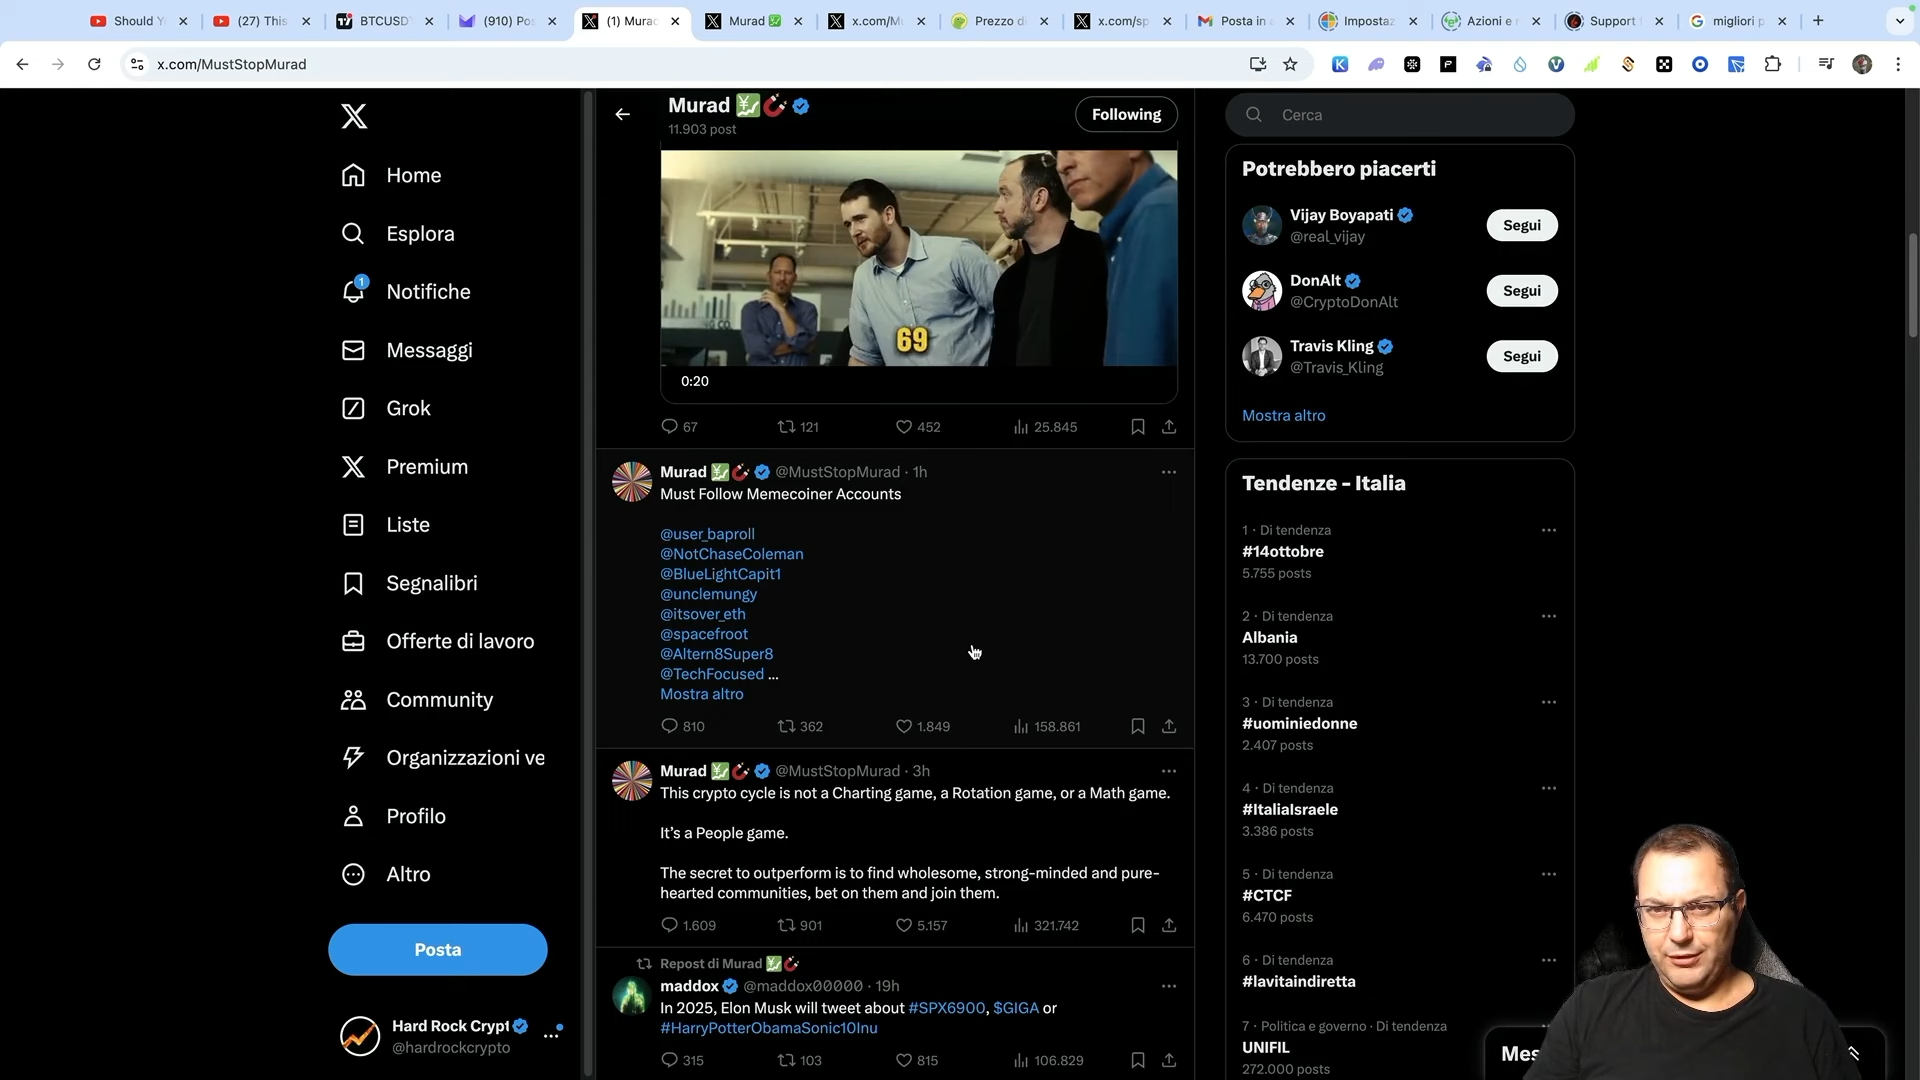 Should Y
(27) This
BTCUSD
(910) Po
(1) Mura
Murad
x.com/M
Prezzo d
x.com/sp
Posta in
Impostaz
Azioni e
Support
migliori p
x.com/MustStopMurad
Home
Esplora
1
Notifiche
Messaggi
Grok
Premium
Liste
Segnalibri
Offerte di lavoro
Community
Organizzazioni ve
Profilo
Altro
Posta
Hard Rock Crypt
@hardrockcrypto
Murad
11.903 post
Following
69
0:20
67 121 452 25.845
Murad @MustStopMurad · 1h
Must Follow Memecoiner Accounts
@user_baproll
@NotChaseColeman
@BlueLightCapit1
@unclemungy
@itsover_eth
@spacefroot
@Altern8Super8
@TechFocused ...
Mostra altro
810 362 1.849 158.861
Murad @MustStopMurad · 3h
This crypto cycle is not a Charting game, a Rotation game, or a Math game.
It's a People game.
The secret to outperform is to find wholesome, strong-minded and pure-
hearted communities, bet on them and join them.
1.609 901 5.157 321.742
Repost di Murad
maddox @maddox00000 · 19h
In 2025, Elon Musk will tweet about #SPX6900, $GIGA or
#HarryPotterObamaSonic10Inu
315 103 815 106.829
Cerca
Potrebbero piacerti
Vijay Boyapati
@real_vijay
Segui
DonAlt
@CryptoDonAlt
Segui
Travis Kling
@Travis_Kling
Segui
Mostra altro
Tendenze – Italia
1 · Di tendenza
#14ottobre
5.755 posts
2 · Di tendenza
Albania
13.700 posts
3 · Di tendenza
#uominiedonne
2.407 posts
4 · Di tendenza
#ItaliaIsraele
3.386 posts
5 · Di tendenza
#CTCF
6.470 posts
6 · Di tendenza
#lavitaindiretta
7 · Politica e governo · Di tendenza
UNIFIL
272.000 posts
Mes